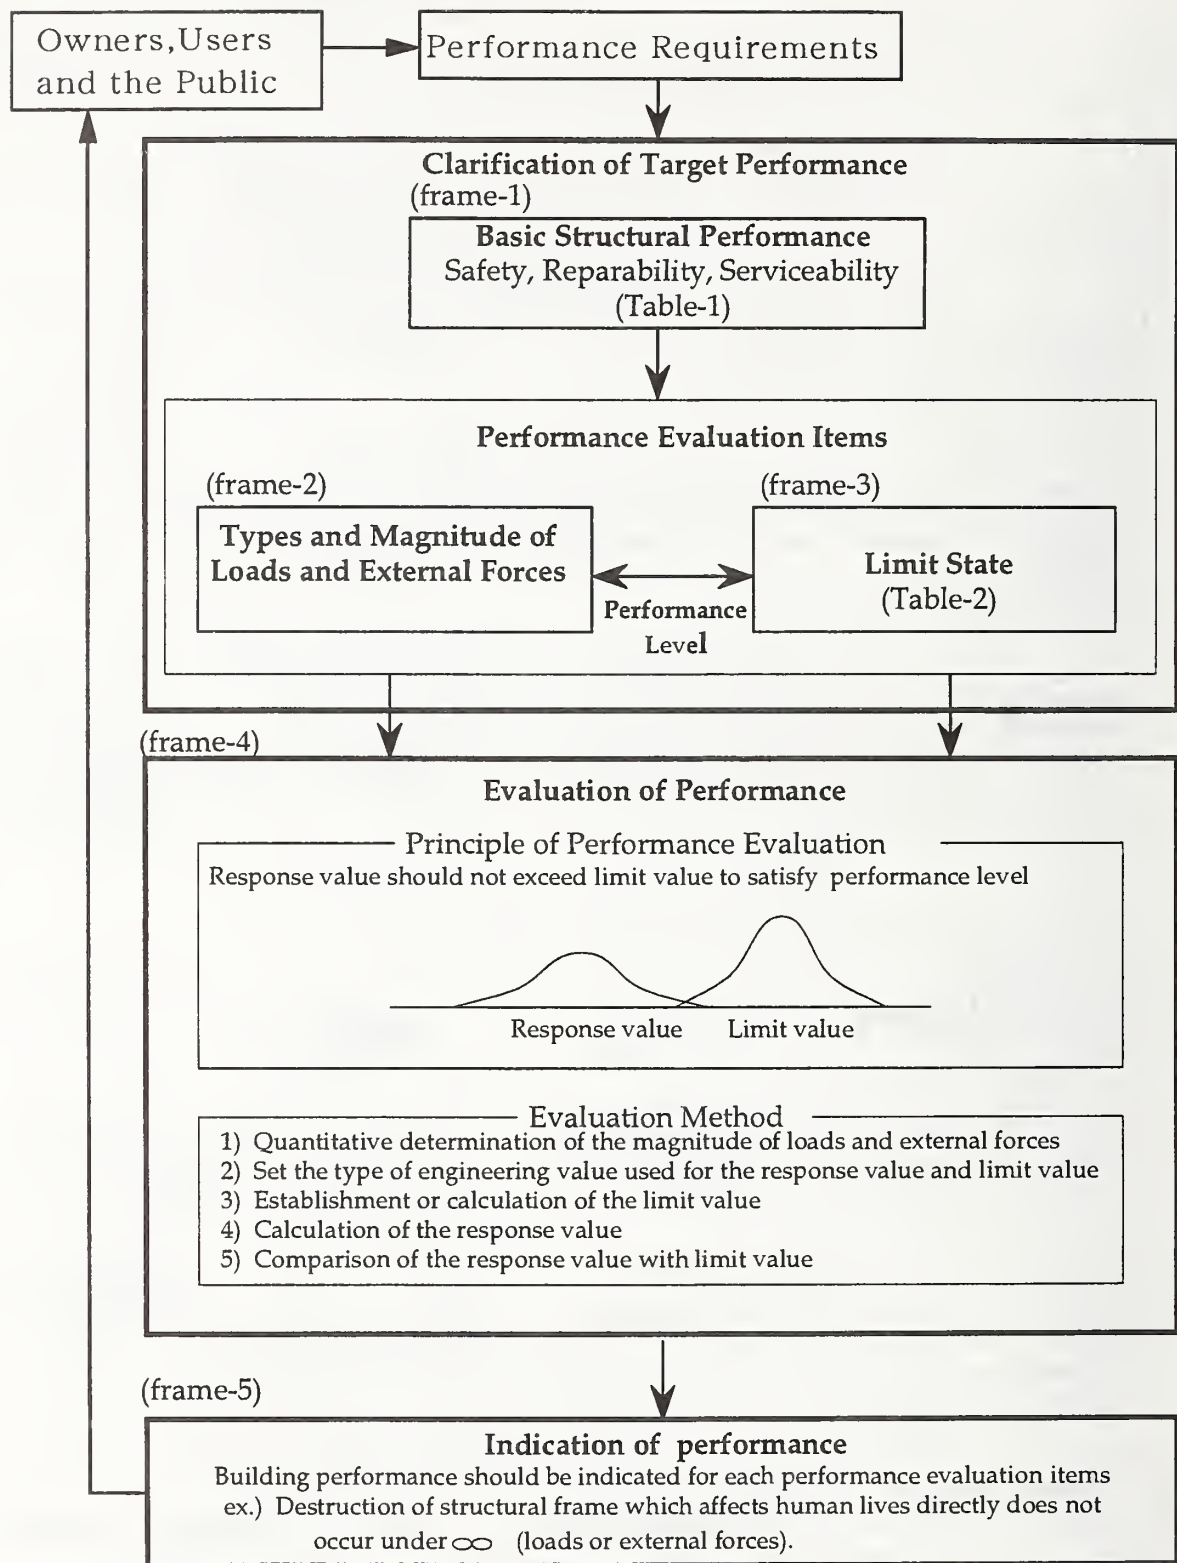 Owners,Users
and the Public
Performance Requirements
Clarification of Target Performance
(frame-1)
Basic Structural Performance
Safety, Reparability, Serviceability
(Table-1)
Performance Evaluation Items
(frame-2)
Types and Magnitude of
Loads and External Forces
Performance
Level
(frame-3)
Limit State
(Table-2)
(frame-4)
Evaluation of Performance
Principle of Performance Evaluation
Response value should not exceed limit value to satisfy performance level
Response value
Limit value
Evaluation Method
1) Quantitative determination of the magnitude of loads and external forces
2) Set the type of engineering value used for the response value and limit value
3) Establishment or calculation of the limit value
4) Calculation of the response value
5) Comparison of the response value with limit value
(frame-5)
Indication of performance
Building performance should be indicated for each performance evaluation items
ex.) Destruction of structural frame which affects human lives directly does not
occur under ∞ (loads or external forces).